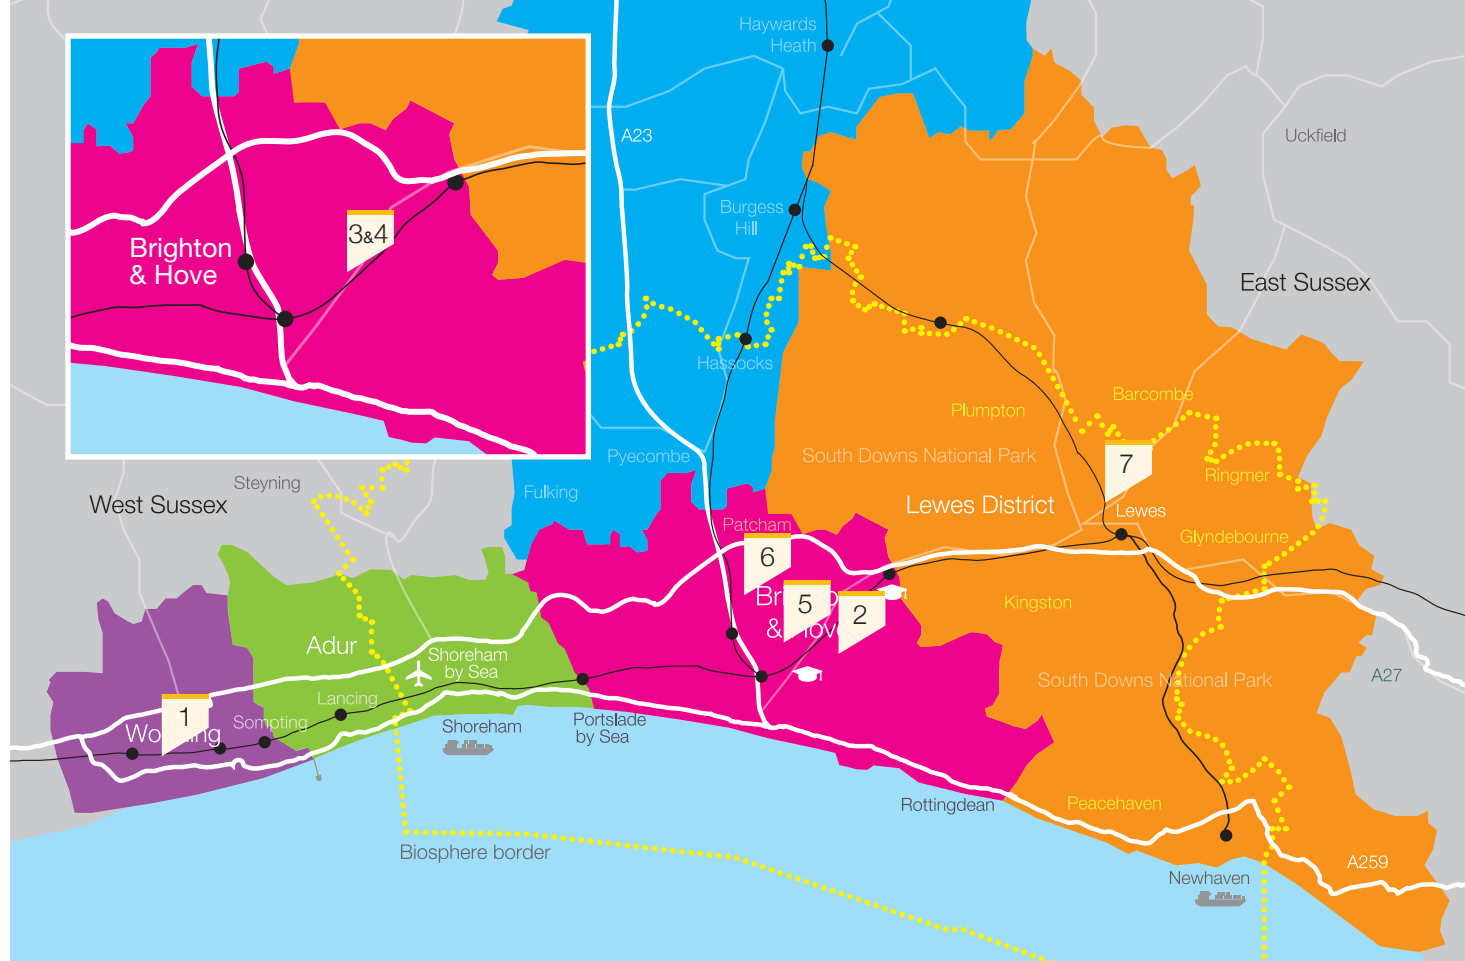 Haywards
Heath
A23
Uckfield
Burgess
Hill
3&4
Brighton
& Hove
East Sussex
Hassocks
Barcombe
Plumpton
Pyecombe
South Downs National Park
7
Ringmer
Steyning
West Sussex
Fulking
Lewes District
Lewes
Patcham
Glyndebourne
6
5
2
Kingston
Adur
Shoreham
by Sea
South Downs National Park
A27
Lancing
1
Sompting
Shoreham
Portslade
by Sea
Rottingdean
Peacehaven
Biosphere border
A259
Newhaven